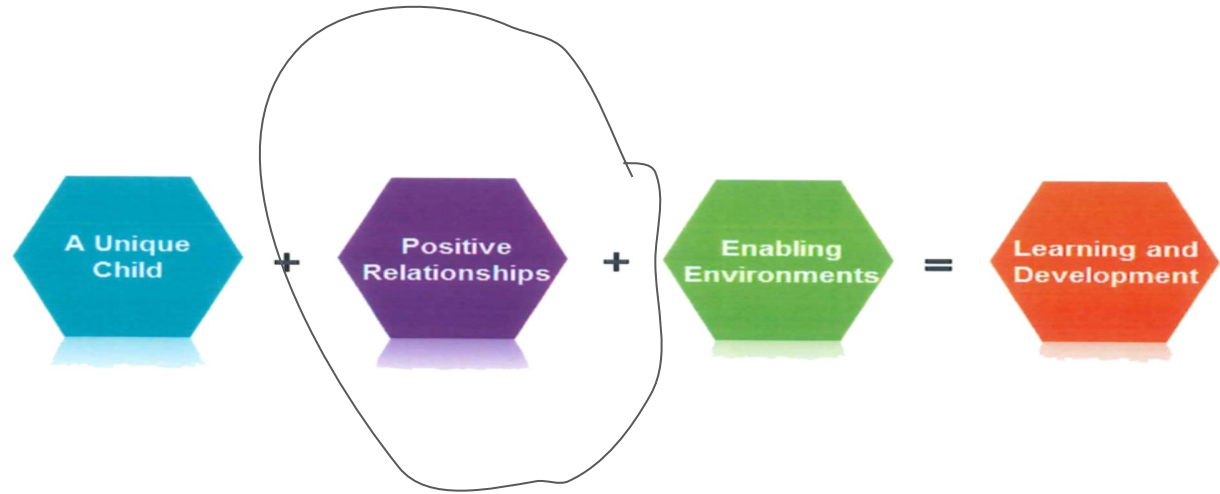 A Unique
Child
+
Positive
Relationships
+
Enabling
Environments
=
Learning and
Development